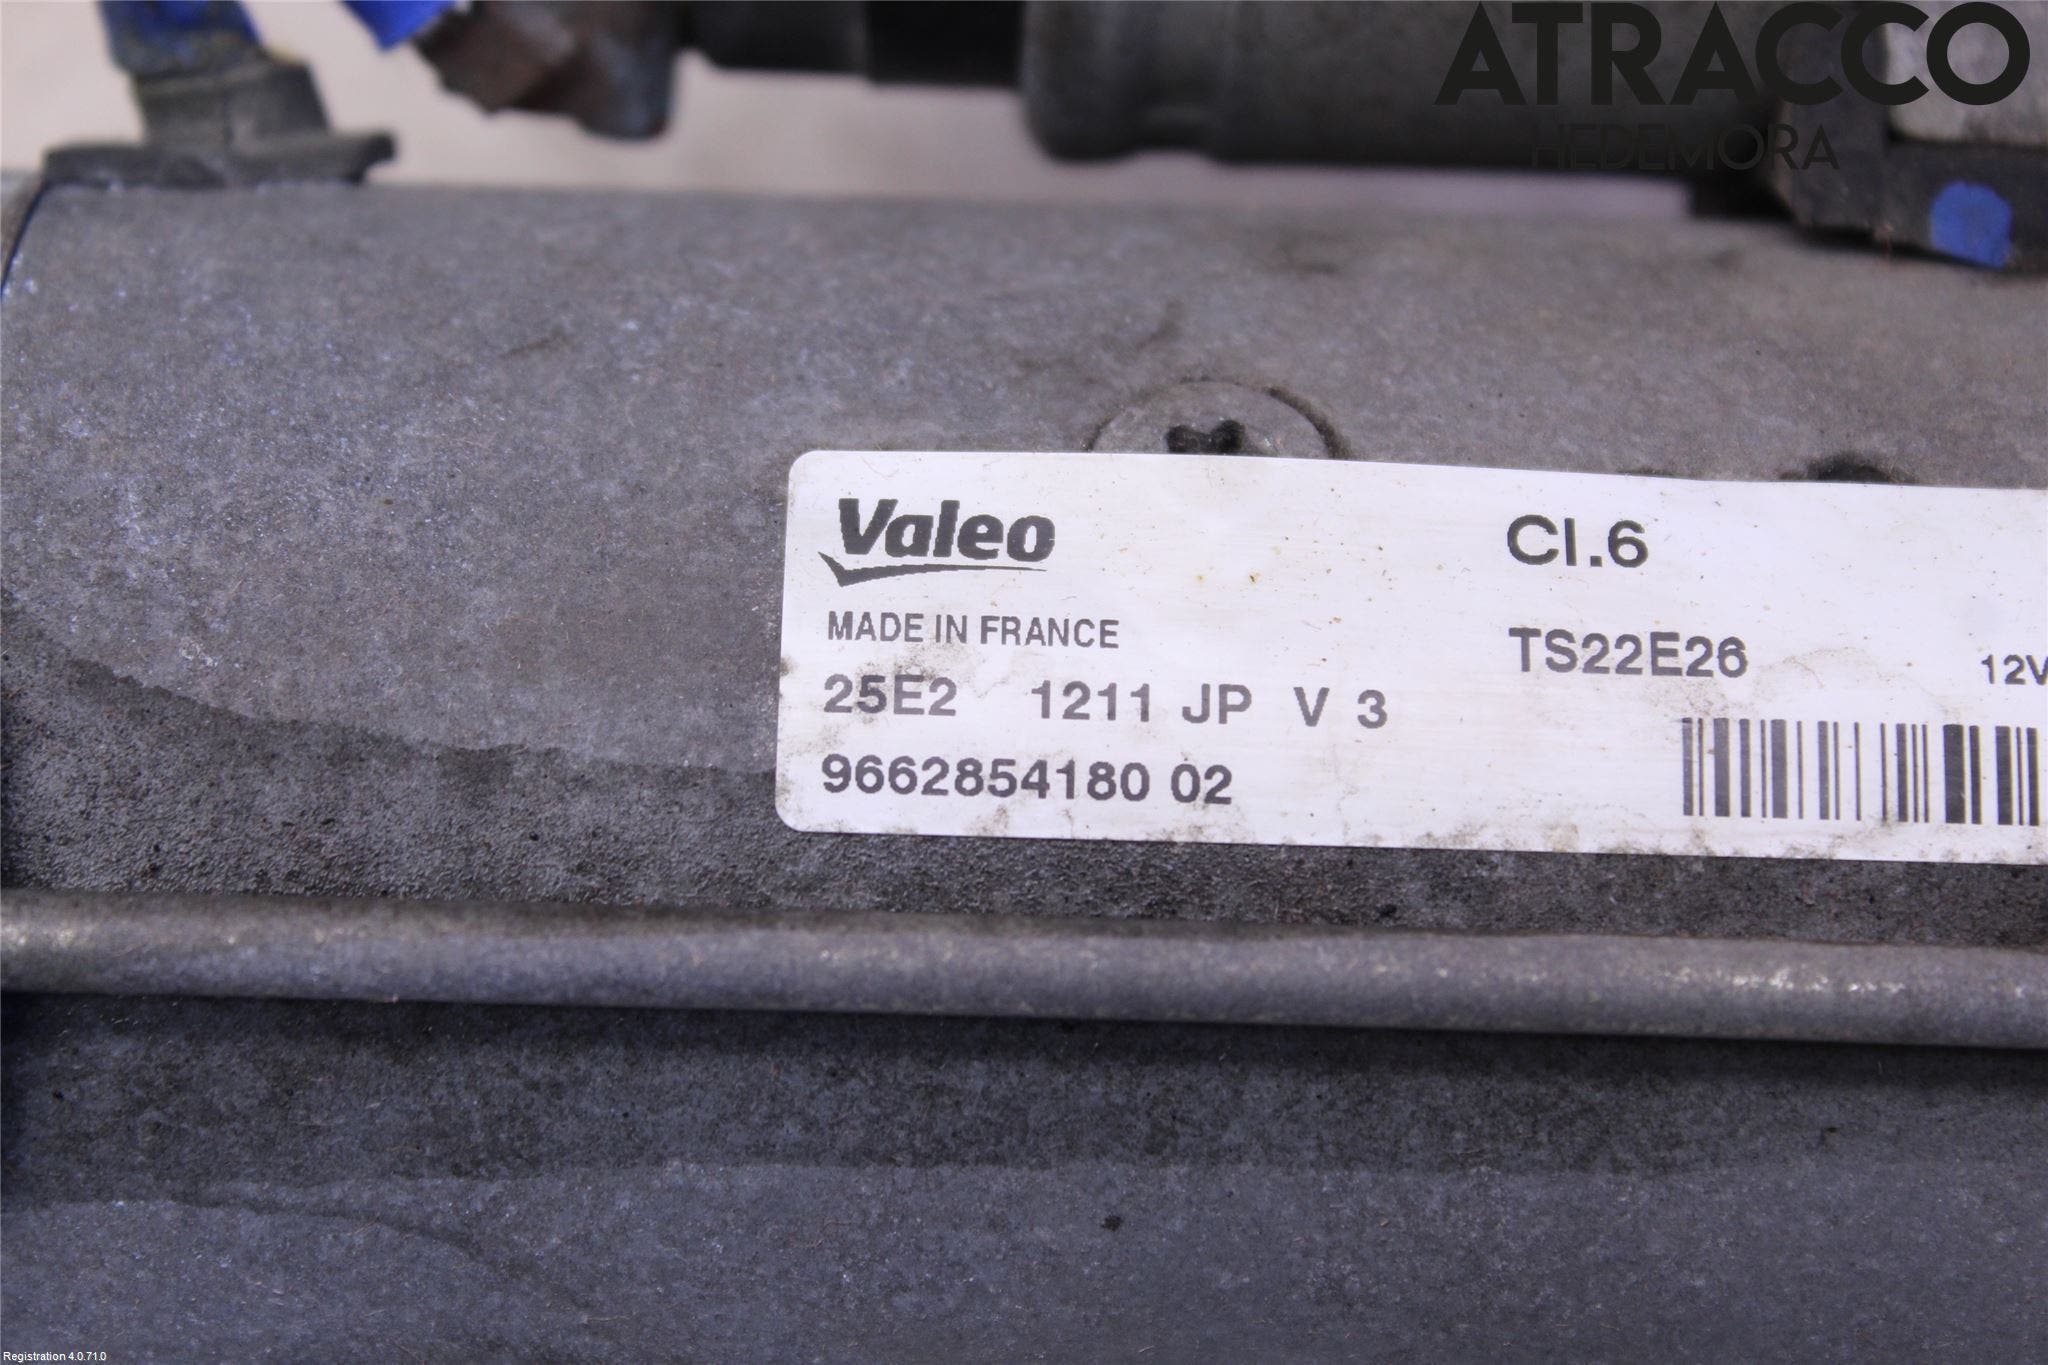 ATRACCO
HEDEMORA
Valeo
CI.6
MADE IN FRANCE
TS22E26
12V
25E2 1211 JP V 3
9662854180 02
Registration 4.0.71.0